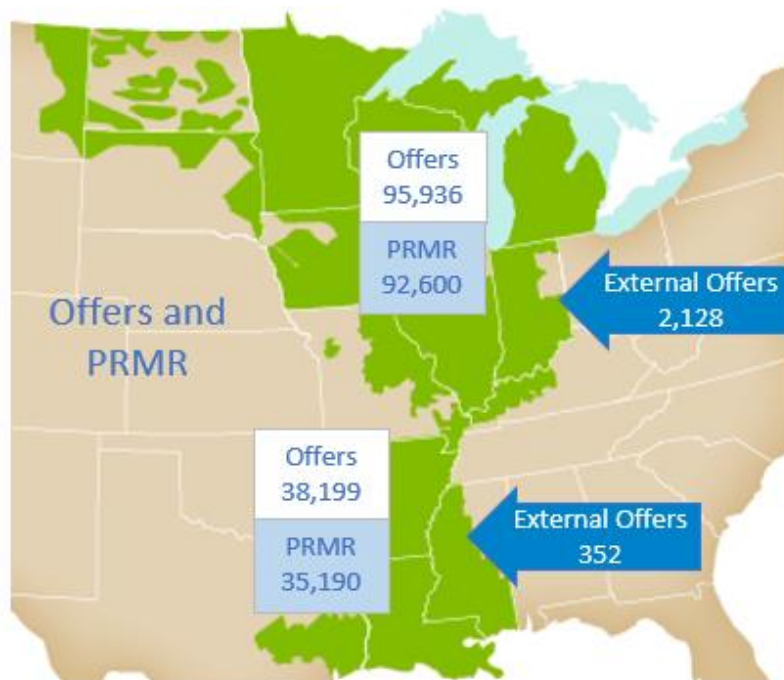 Offers
95,936
PRMR
92,600
External Offers
2,128
Offers and
PRMR
Offers
38,199
PRMR
35,190
External Offers
352